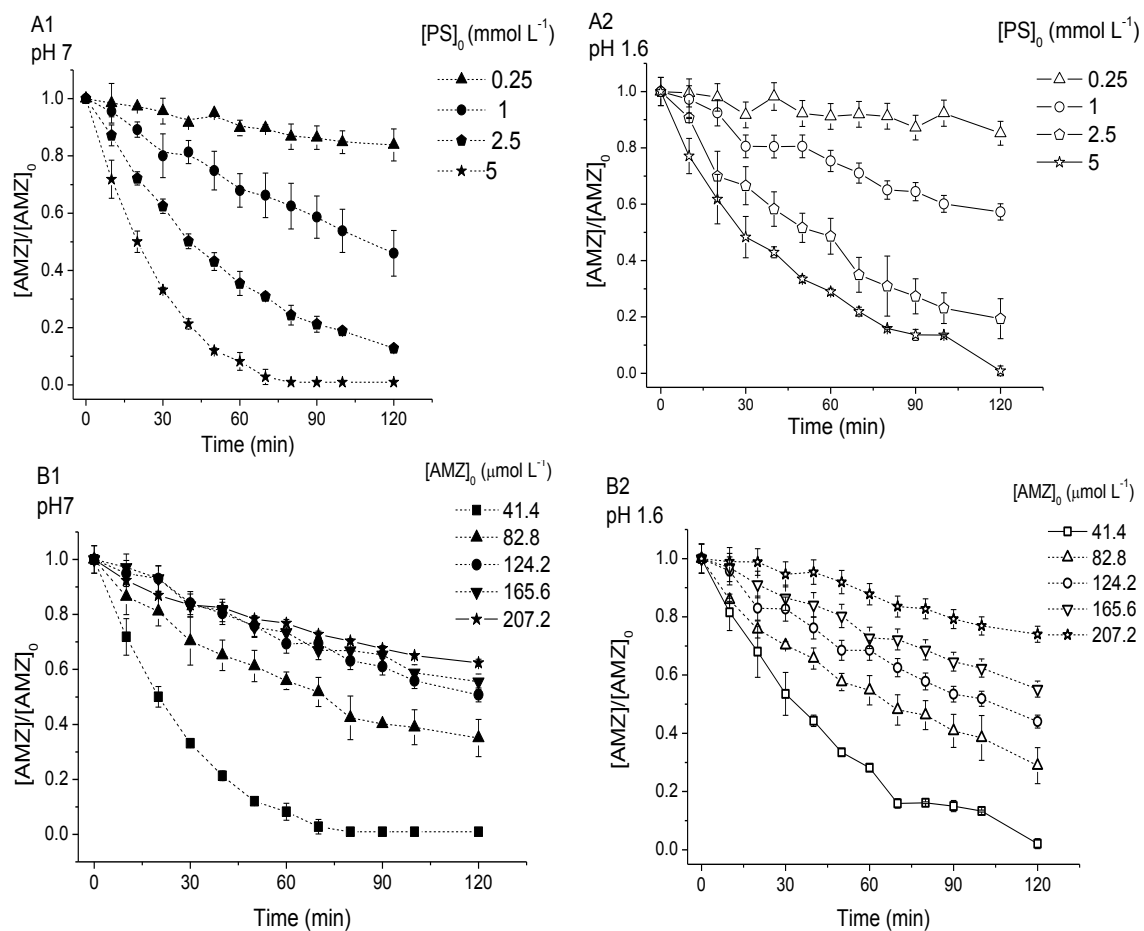 A1
pH 7
[PS]₀ (mmol L⁻¹)
0.25
1
2.5
5
1.0
0.8
0.6
0.4
0.2
0.0
[AMZ]/[AMZ]₀
0 30 60 90 120
Time (min)
A2
pH 1.6
[PS]₀ (mmol L⁻¹)
0.25
1
2.5
5
1.0
0.8
0.6
0.4
0.2
0.0
[AMZ]/[AMZ]₀
0 30 60 90 120
Time (min)
B1
pH7
[AMZ]₀ (μmol L⁻¹)
41.4
82.8
124.2
165.6
207.2
1.0
0.8
0.6
0.4
0.2
0.0
[AMZ]/[AMZ]₀
0 30 60 90 120
Time (min)
B2
pH 1.6
[AMZ]₀ (μmol L⁻¹)
41.4
82.8
124.2
165.6
207.2
1.0
0.8
0.6
0.4
0.2
0.0
[AMZ]/[AMZ]₀
0 30 60 90 120
Time (min)